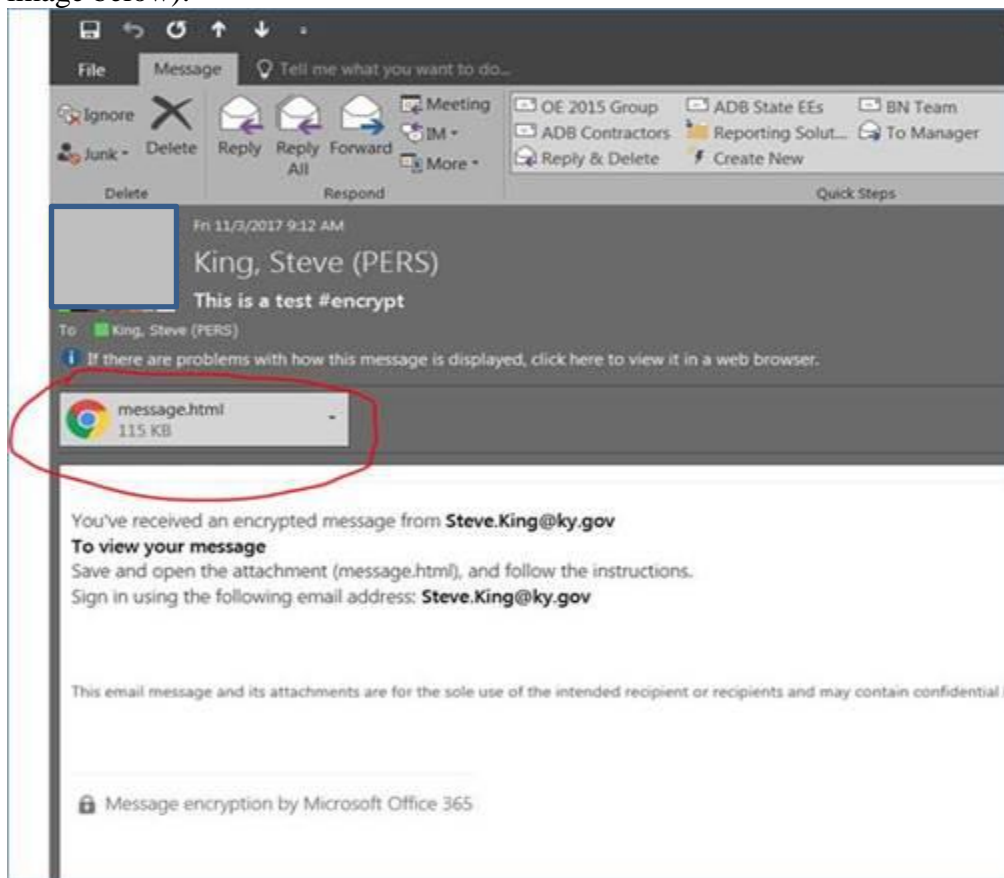 image below).
File Message Tell me what you want to do...
Ignore
Junk
Delete
Reply
Reply All
Forward
Meeting
IM
More
OE 2015 Group ADB State EEs BN Team
ADB Contractors Reporting Solut... To Manager
Reply & Delete Create New
Delete Respond Quick Steps
Fri 11/3/2017 9:12 AM
King, Steve (PERS)
This is a test #encrypt
To King, Steve (PERS)
If there are problems with how this message is displayed, click here to view it in a web browser.
message.html
115 KB
You've received an encrypted message from Steve.King@ky.gov
To view your message
Save and open the attachment (message.html), and follow the instructions.
Sign in using the following email address: Steve.King@ky.gov
This email message and its attachments are for the sole use of the intended recipient or recipients and may contain confidential
Message encryption by Microsoft Office 365